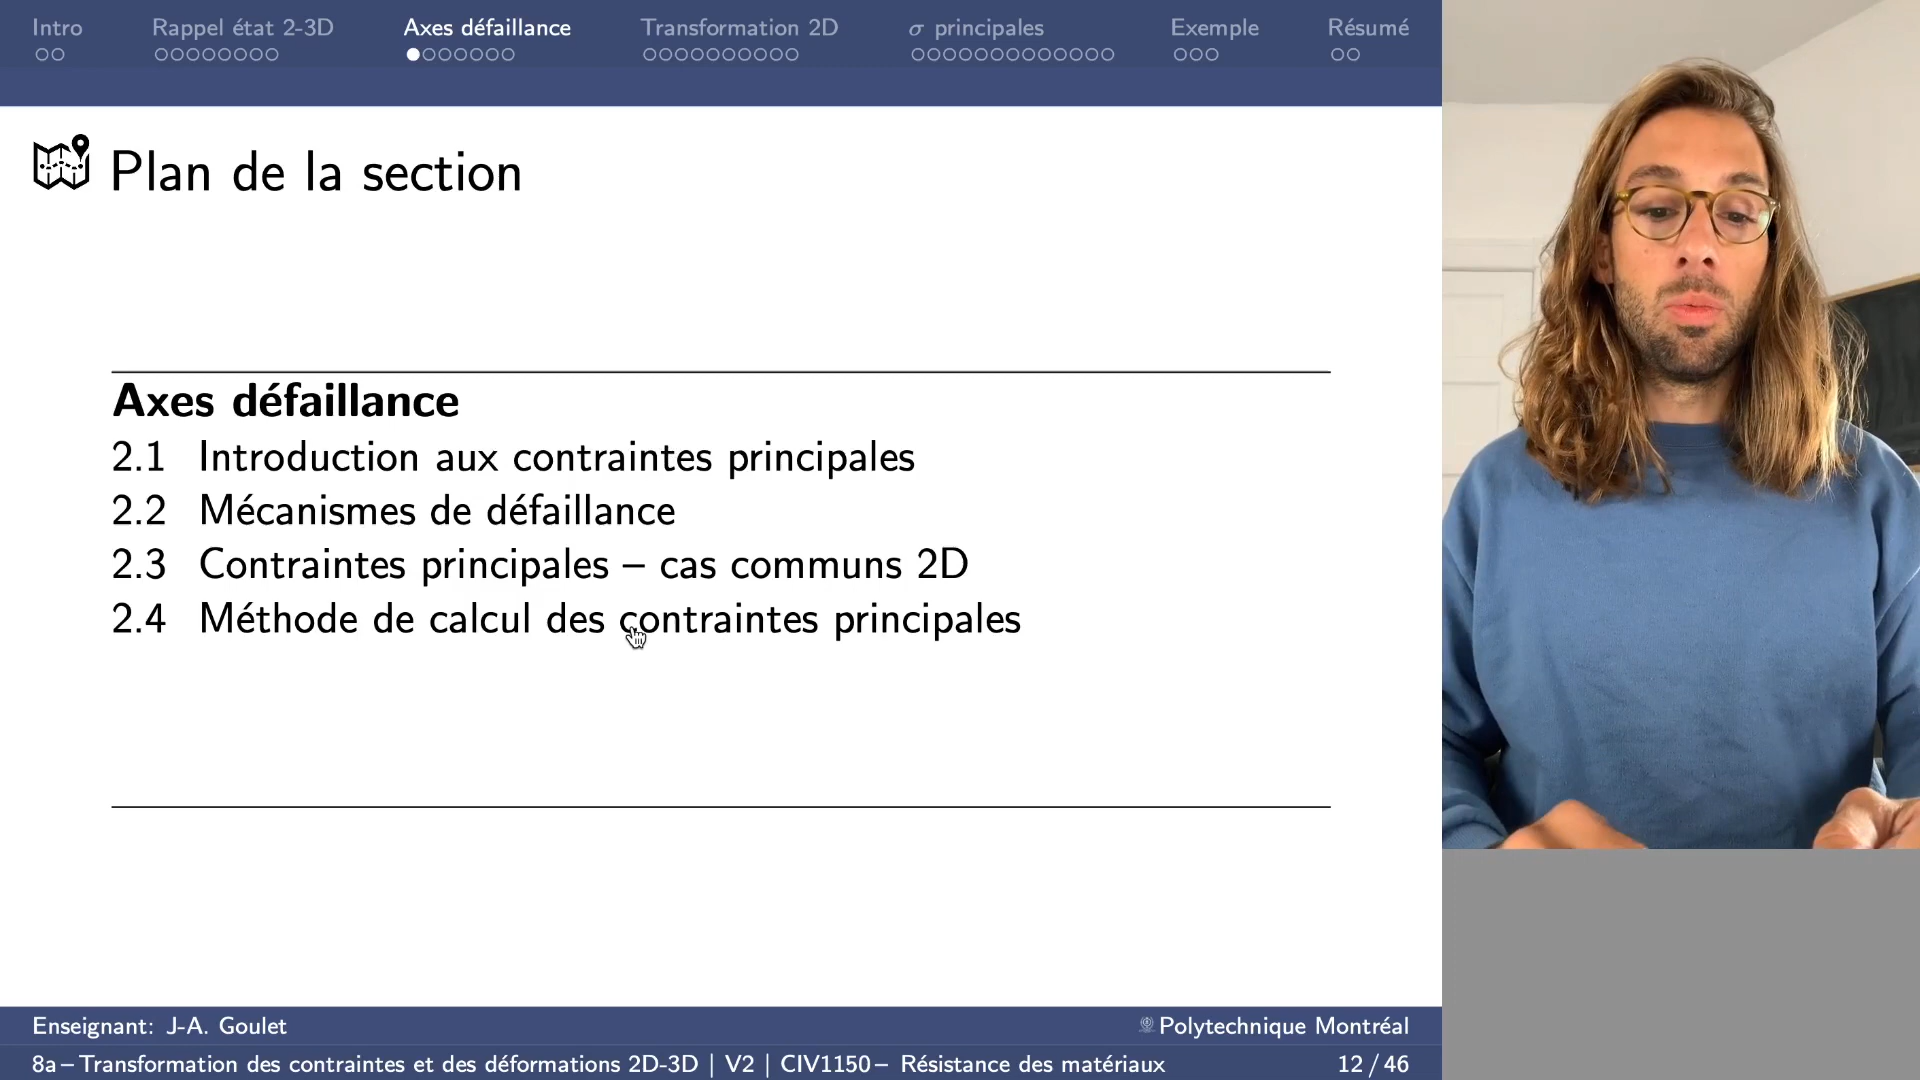 Intro
Rappel état 2-3D
Axes défaillance
Transformation 2D
σ principales
Exemple
Résumé
Plan de la section
Axes défaillance
2.1 Introduction aux contraintes principales
2.2 Mécanismes de défaillance
2.3 Contraintes principales – cas communs 2D
2.4 Méthode de calcul des contraintes principales
Enseignant: J-A. Goulet
Polytechnique Montréal
8a – Transformation des contraintes et des déformations 2D-3D | V2 | CIV1150 – Résistance des matériaux
12 / 46